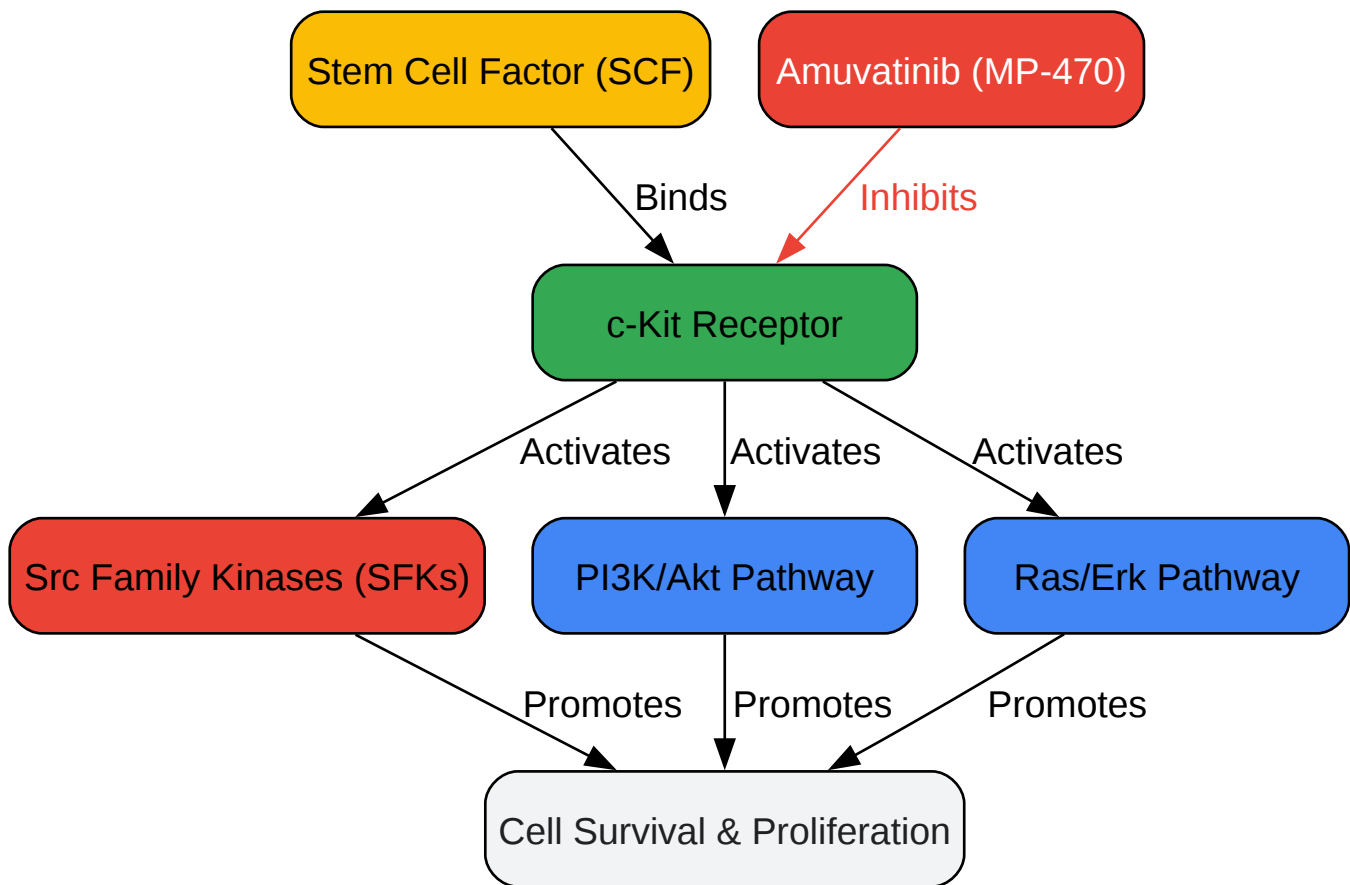 Stem Cell Factor (SCF)
Amuvatinib (MP-470)
Binds
Inhibits
c-Kit Receptor
Activates
Activates
Activates
Src Family Kinases (SFKs)
PI3K/Akt Pathway
Ras/Erk Pathway
Promotes
Promotes
Promotes
Cell Survival & Proliferation